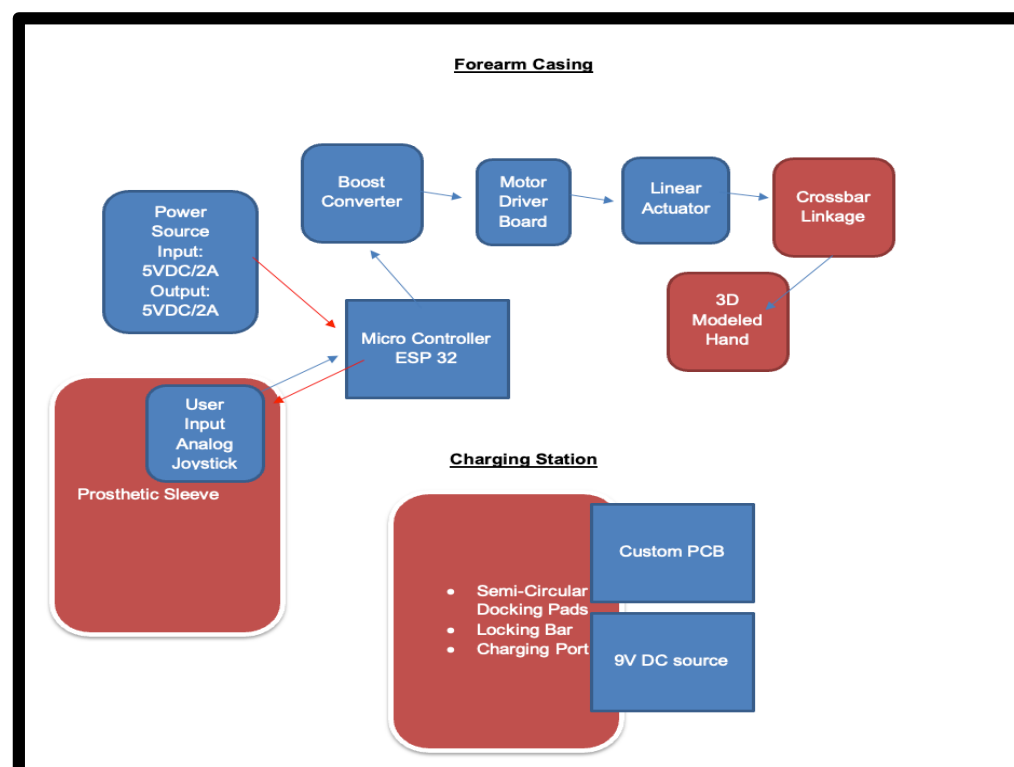 Forearm Casing
Boost
Converter
Motor
Driver
Board
Linear
Actuator
Crossbar
Linkage
Power
Source
Input:
5VDC/2A
Output:
5VDC/2A
3D
Modeled
Hand
Micro Controller
ESP 32
User
Input
Analog
Joystick
Prosthetic Sleeve
Charging Station
Custom PCB
• Semi-Circular
Docking Pads
• Locking Bar
• Charging Port
9V DC source